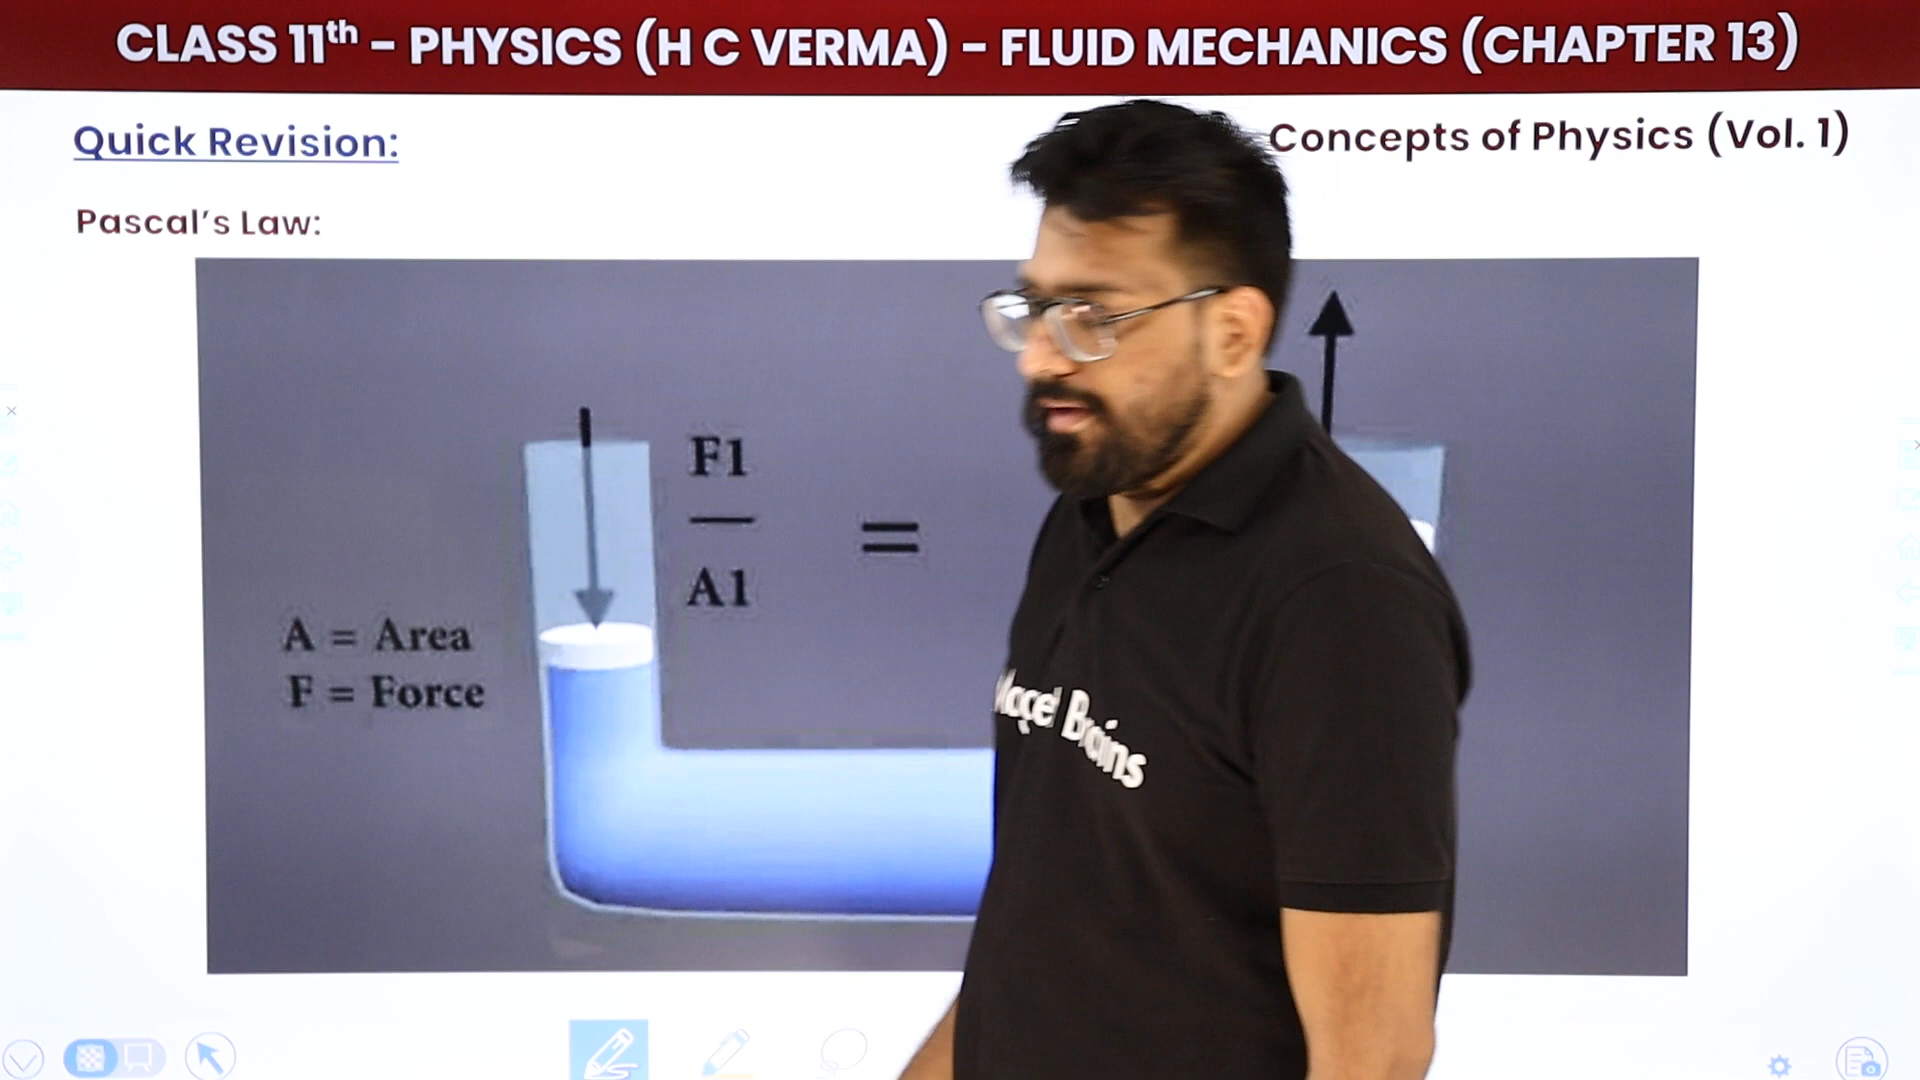 CLASS 11th – PHYSICS (H C VERMA) – FLUID MECHANICS (CHAPTER 13)
Quick Revision:
Concepts of Physics (Vol. 1)
Pascal's Law:
F1
=
A1
A = Area
F = Force
Brains